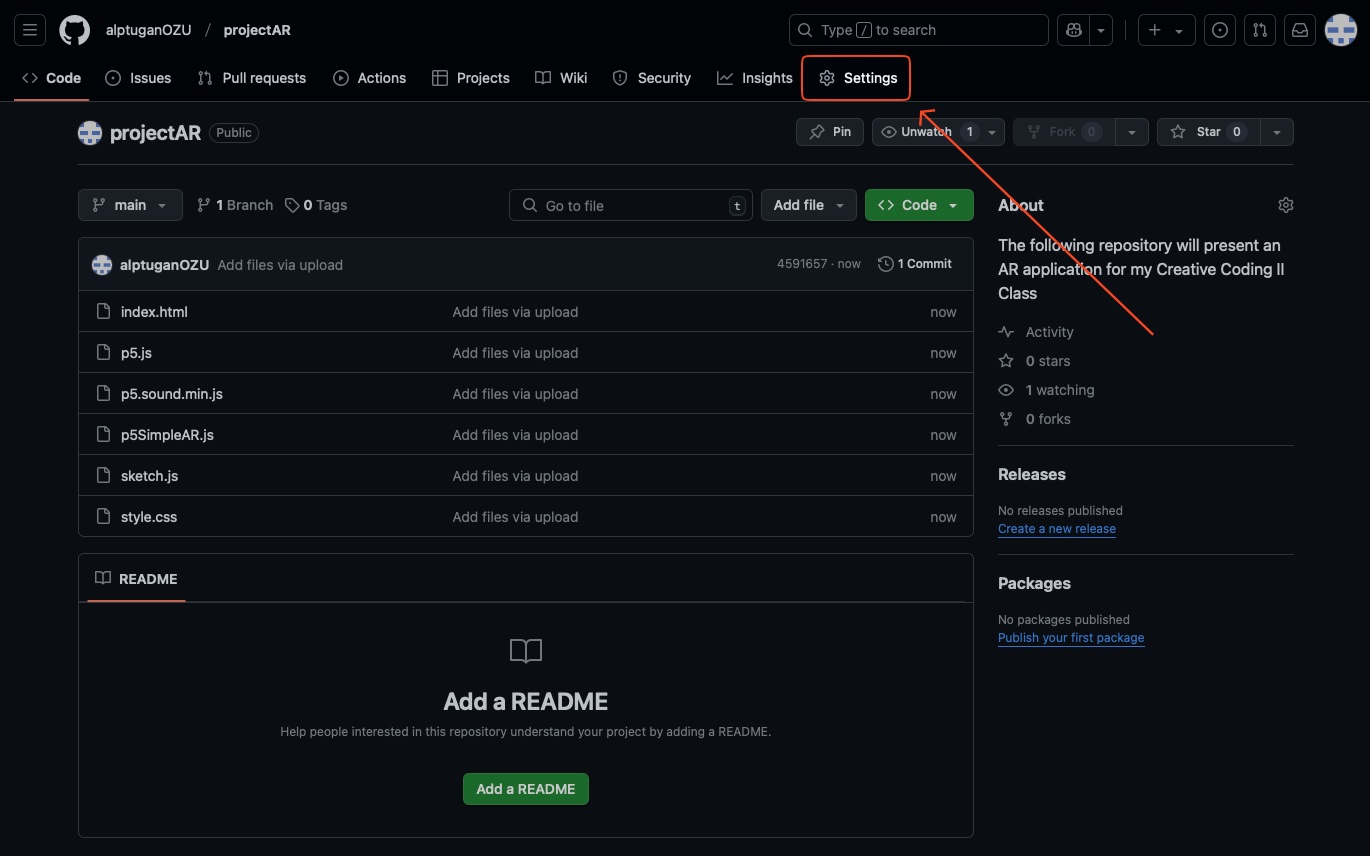 alptuganOZU / projectAR
Type / to search
Code Issues Pull requests Actions Projects Wiki Security Insights Settings
projectAR Public
Pin Unwatch 1 Fork 0 Star 0
main 1 Branch 0 Tags
Go to file t
Add file Code
alptuganOZU Add files via upload 4591657 · now 1 Commit
index.html Add files via upload now
p5.js Add files via upload now
p5.sound.min.js Add files via upload now
p5SimpleAR.js Add files via upload now
sketch.js Add files via upload now
style.css Add files via upload now
README
Add a README
Help people interested in this repository understand your project by adding a README.
Add a README
About
The following repository will present an
AR application for my Creative Coding II
Class
Activity
0 stars
1 watching
0 forks
Releases
No releases published
Create a new release
Packages
No packages published
Publish your first package